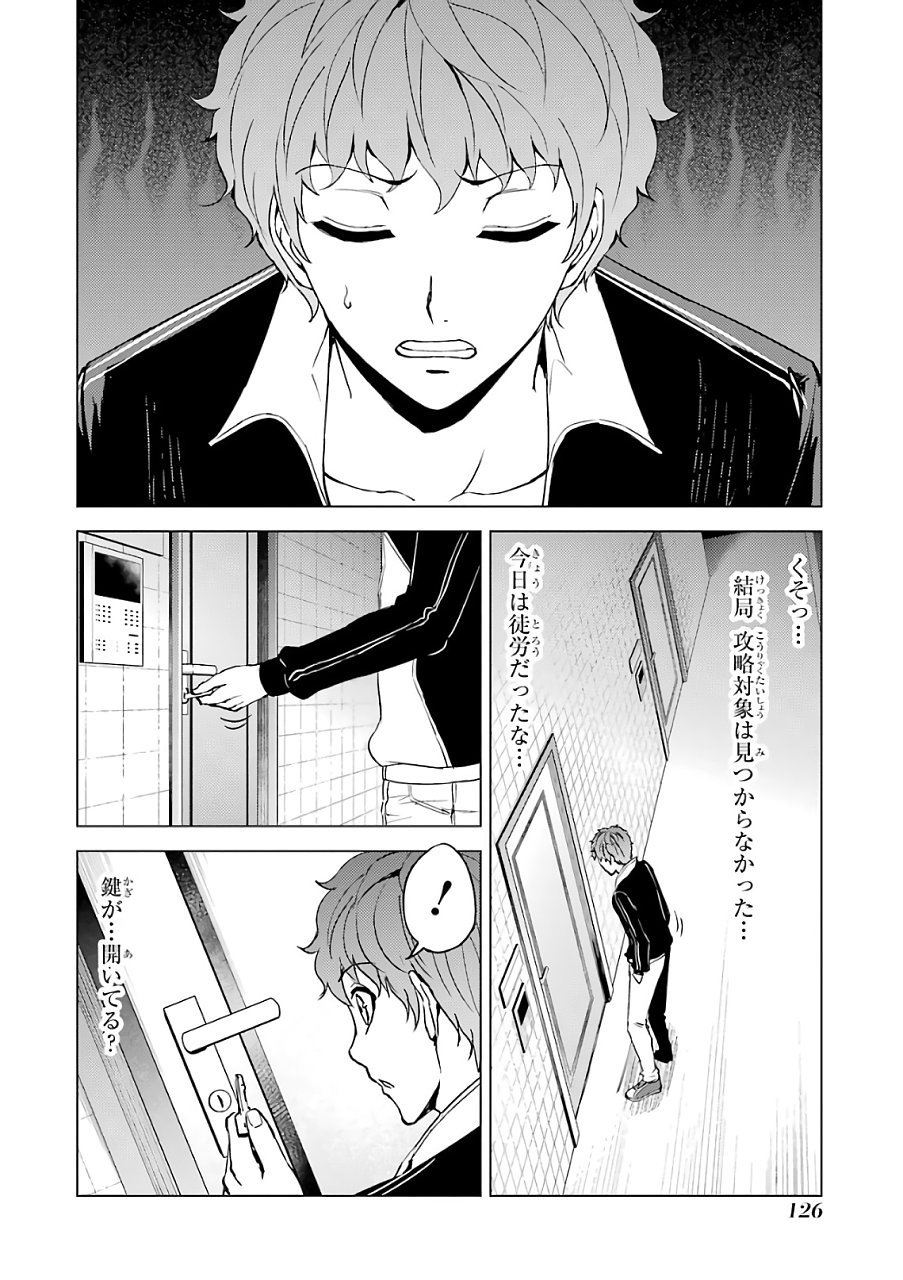 くそっ…
結局 攻略対象は見つからなかった…
今日は徒労だったな…
！
鍵が…開いてる？
126